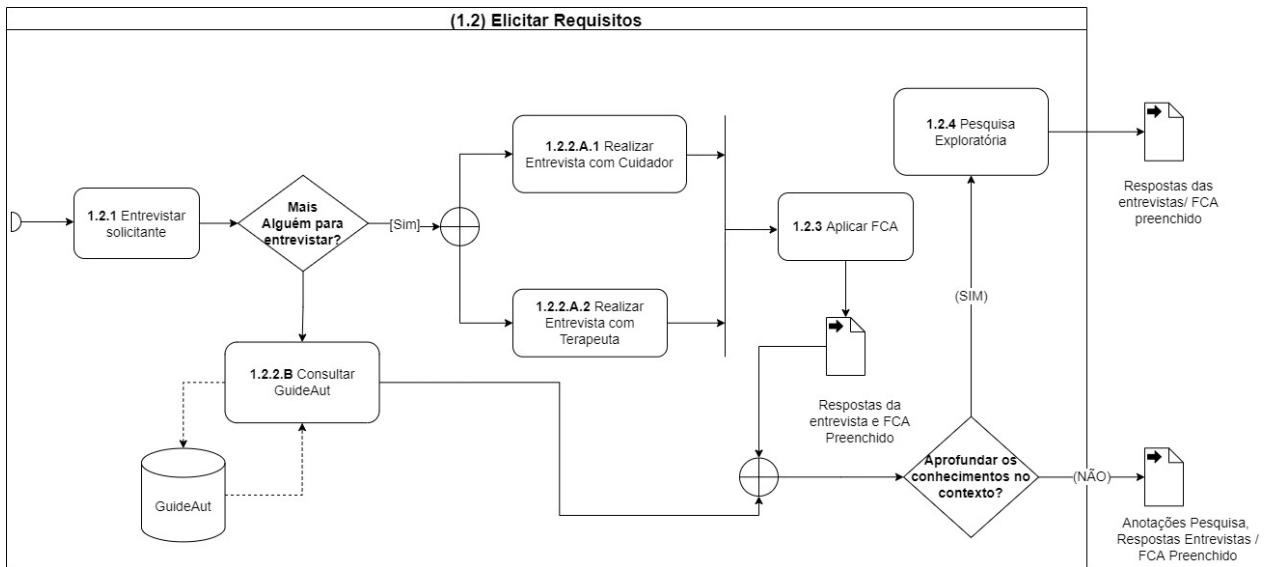 (1.2) Elicitar Requisitos
1.2.1 Entrevistar
solicitante
Mais
Alguém para
entrevistar?
[Sim]
1.2.2.A.1 Realizar
Entrevista com Cuidador
1.2.2.A.2 Realizar
Entrevista com
Terapeuta
1.2.2.B Consultar
GuideAut
GuideAut
1.2.3 Aplicar FCA
Respostas da
entrevista e FCA
Preenchido
Aprofundar os
conhecimentos no
contexto?
(SIM)
1.2.4 Pesquisa
Exploratória
Respostas das
entrevistas/ FCA
preenchido
(NÃO)
Anotações Pesquisa,
Respostas Entrevistas /
FCA Preenchido